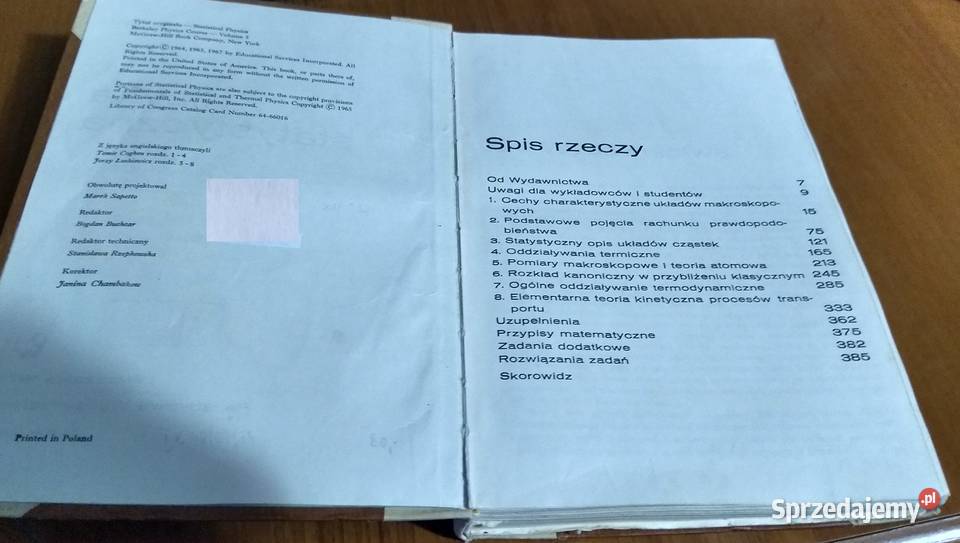 Tytuł oryginału — Statistical Physics
Berkeley Physics Course — Volume 5
McGraw-Hill Book Company, New York
Copyright © 1964, 1965, 1967 by Educational Services Incorporated. All
Rights Reserved.
Printed in the United States of America. This book, or parts there of,
may not be reproduced in any form without the written permission of
Educational Services Incorporated.
Portions of Statistical Physics are also subject to the copyright provisions
of Fundamentals of Statistical and Thermal Physics Copyright © 1965
by McGraw-Hill, Inc. All Rights Reserved.
Library of Congress Catalog Card Number 64-66016
Z języka angielskiego tłumaczyli
Tomir Coghen rozdz. 1 - 4
Jerzy rozdz. 5 - 8
Obwolutę projektował
Marek Sapetto
Redaktor
Bogdan
Redaktor techniczny
Stanisława
Korektor
Janina
Printed in Poland
Spis rzeczy
Od Wydawnictwa 7
Uwagi dla wykładowców i studentów 9
1. Cechy charakterystyczne układów makroskopo-
wych 15
2. Podstawowe pojęcia rachunku prawdopodo-
bieństwa 75
3. Statystyczny opis układów cząstek 121
4. Oddziaływania termiczne 165
5. Pomiary makroskopowe i teoria atomowa 213
6. Rozkład kanoniczny w przybliżeniu klasycznym 245
7. Ogólne oddziaływanie termodynamiczne 285
8. Elementarna teoria kinetyczna procesów trans-
portu 333
Uzupełnienia 362
Przypisy matematyczne 375
Zadania dodatkowe 382
Rozwiązania zadań 385
Skorowidz
Sprzedajemy.pl